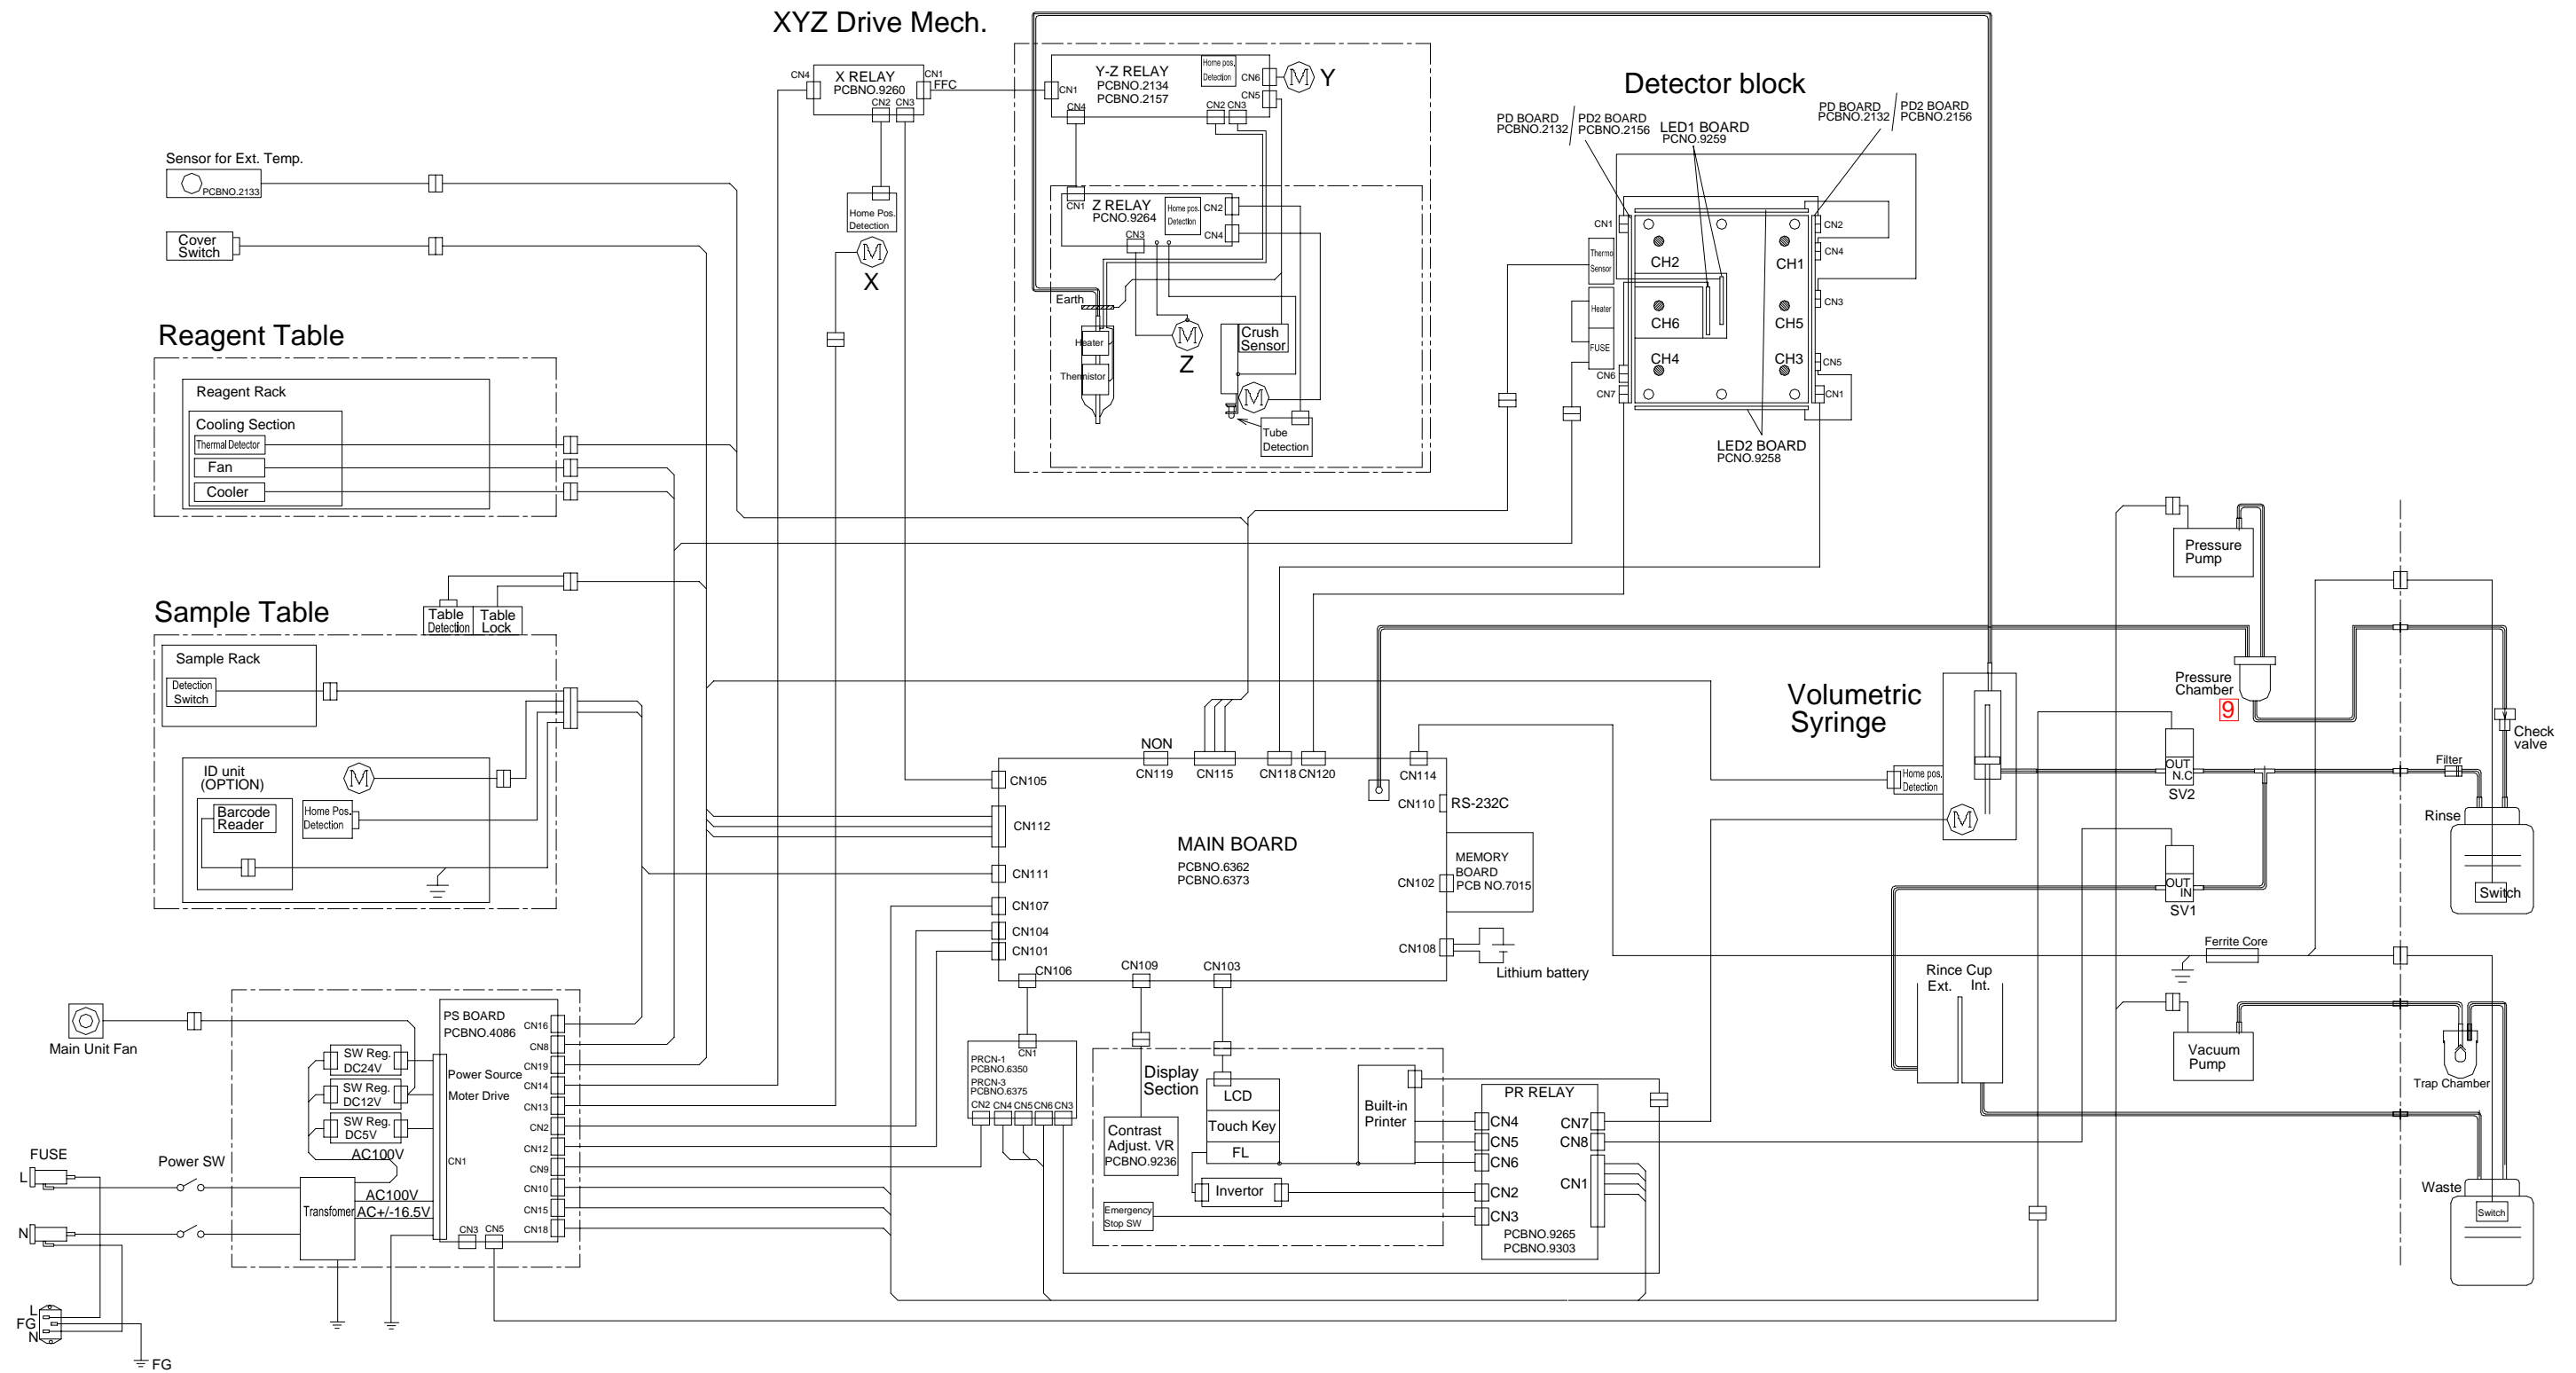 XYZ Drive Mech.
CN4
X RELAY
PCBNO.9260
CN2 CN3
CN1
FFC
Home Pos.
Detection
M
X
CN1
Y-Z RELAY
PCBNO.2134
PCBNO.2157
Home pos.
Detection
CN6
CN5
CN4
CN2 CN3
M
Y
CN1
Z RELAY
PCNO.9264
Home pos.
Detection
CN2
CN4
CN3
Earth
Heater
Thermistor
M
Z
Crush
Sensor
M
Tube
Detection
Detector block
PD BOARD
PCBNO.2132
PD2 BOARD
PCBNO.2156
LED1 BOARD
PCNO.9259
PD BOARD
PCBNO.2132
PD2 BOARD
PCBNO.2156
CN1
Thermo
Sensor
Heater
FUSE
CN6
CN7
CH2
CH1
CH6
CH5
CH4
CH3
CN2
CN4
CN3
CN5
CN1
LED2 BOARD
PCNO.9258
Sensor for Ext. Temp.
PCBNO.2133
Cover
Switch
Reagent Table
Reagent Rack
Cooling Section
Thermal Detector
Fan
Cooler
Sample Table
Table
Detection
Table
Lock
Sample Rack
Detection
Switch
ID unit
(OPTION)
M
Barcode
Reader
Home Pos.
Detection
Main Unit Fan
PS BOARD
PCBNO.4086
Power Source
Moter Drive
CN1
CN16
CN8
CN19
CN14
CN13
CN2
CN12
CN9
CN10
CN15
CN18
CN3 CN5
SW Reg.
DC24V
SW Reg.
DC12V
SW Reg.
DC5V
AC100V
AC100V
AC+/-16.5V
Transfomer
FUSE
Power SW
L
N
L
FG
N
FG
MAIN BOARD
PCBNO.6362
PCBNO.6373
NON
CN119
CN115
CN118
CN120
CN114
CN105
CN112
CN111
CN107
CN104
CN101
CN106
CN109
CN103
CN110
RS-232C
CN102
MEMORY
BOARD
PCB NO.7015
CN108
Lithium battery
CN1
PRCN-1
PCBNO.6350
PRCN-3
PCBNO.6375
CN2 CN4 CN5 CN6 CN3
Display
Section
Contrast
Adjust. VR
PCBNO.9236
Emergency
Stop SW
LCD
Touch Key
FL
Invertor
Built-in
Printer
PR RELAY
CN4
CN5
CN6
CN2
CN3
CN7
CN8
CN1
PCBNO.9265
PCBNO.9303
Volumetric
Syringe
Home pos.
Detection
M
Pressure
Pump
Pressure
Chamber
9
OUT
N.C
SV2
OUT
IN
SV1
Filter
Check
valve
Rinse
Switch
Ferrite Core
Rince Cup
Ext. Int.
Vacuum
Pump
Trap Chamber
Waste
Switch